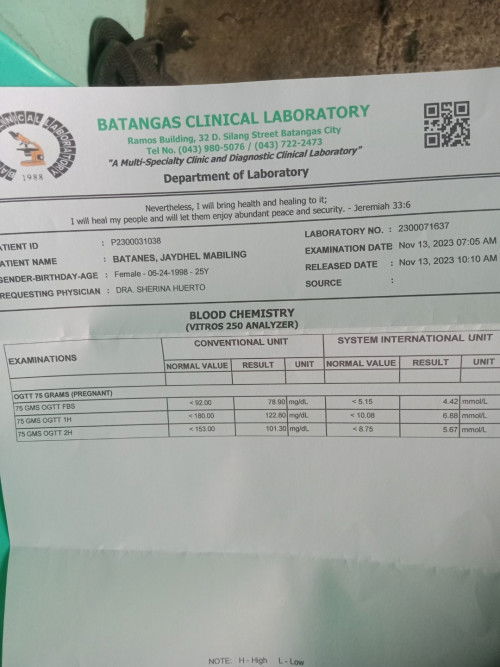 BATANGAS CLINICAL LABORATORY
Ramos Building, 32 D. Silang Street Batangas City
Tel No. (043) 980-5076 / (043) 722-2473
"A Multi-Specialty Clinic and Diagnostic Clinical Laboratory"
Department of Laboratory
1988
Nevertheless, I will bring health and healing to it;
I will heal my people and will let them enjoy abundant peace and security. - Jeremiah 33:6
ATIENT ID : P2300031038
ATIENT NAME : BATANES, JAYDHEL MABILING
GENDER-BIRTHDAY-AGE : Female - 06-24-1998 - 25Y
REQUESTING PHYSICIAN : DRA. SHERINA HUERTO
LABORATORY NO. : 2300071637
EXAMINATION DATE : Nov 13, 2023 07:05 AM
RELEASED DATE : Nov 13, 2023 10:10 AM
SOURCE :
BLOOD CHEMISTRY
(VITROS 250 ANALYZER)
EXAMINATIONS CONVENTIONAL UNIT SYSTEM INTERNATIONAL UNIT
NORMAL VALUE RESULT UNIT NORMAL VALUE RESULT UNIT
OGTT 75 GRAMS (PREGNANT)
75 GMS OGTT FBS < 92.00 78.90 mg/dL < 5.15 4.42 mmol/L
75 GMS OGTT 1H < 180.00 122.80 mg/dL < 10.08 6.88 mmol/L
75 GMS OGTT 2H < 153.00 101.30 mg/dL < 8.75 5.67 mmol/L
NOTE: H - High L - Low